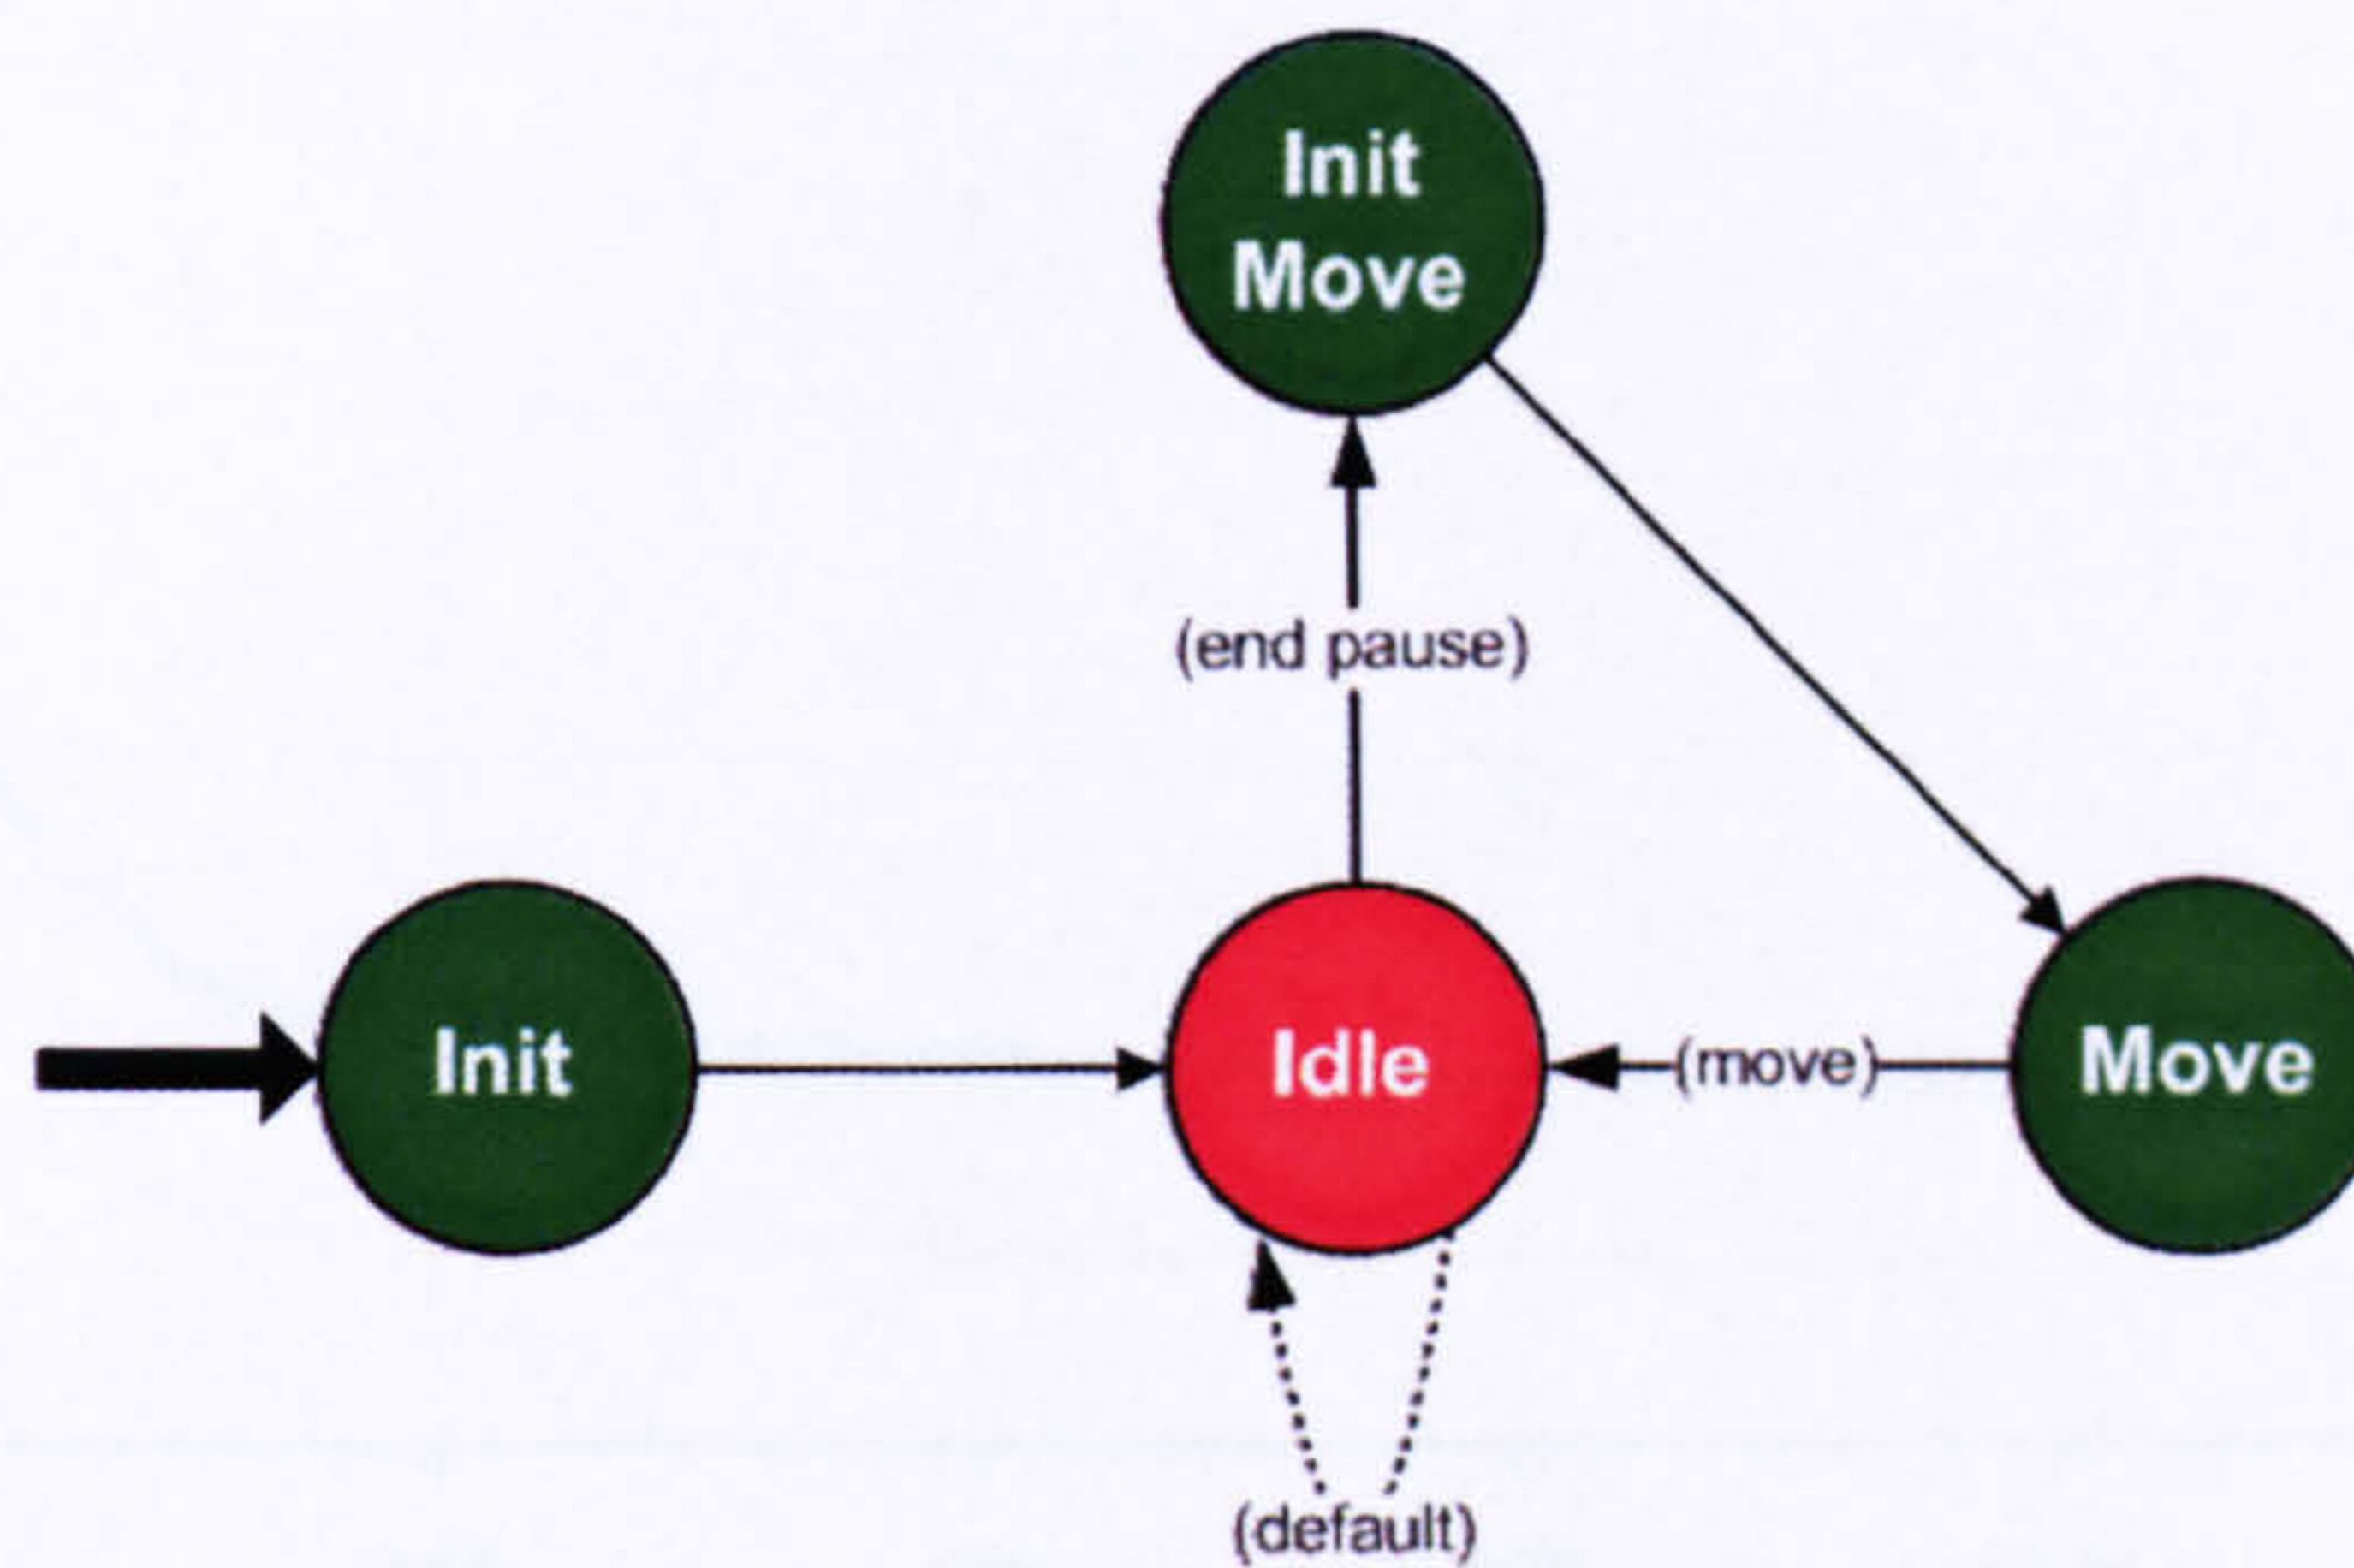 Init
Move
(end pause)
Init
Idle
(move)
Move
(default)